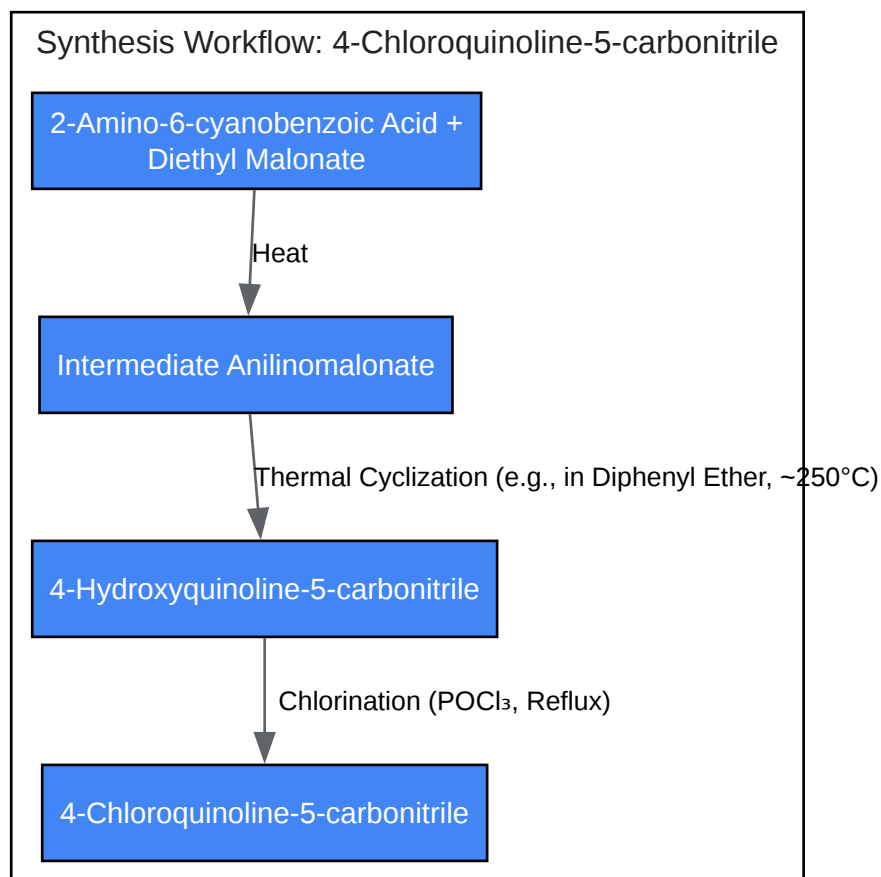 Synthesis Workflow: 4-Chloroquinoline-5-carbonitrile
2-Amino-6-cyanobenzoic Acid +
Diethyl Malonate
Heat
Intermediate Anilinomalonate
Thermal Cyclization (e.g., in Diphenyl Ether, ~250°C)
4-Hydroxyquinoline-5-carbonitrile
Chlorination (POCl₃, Reflux)
4-Chloroquinoline-5-carbonitrile